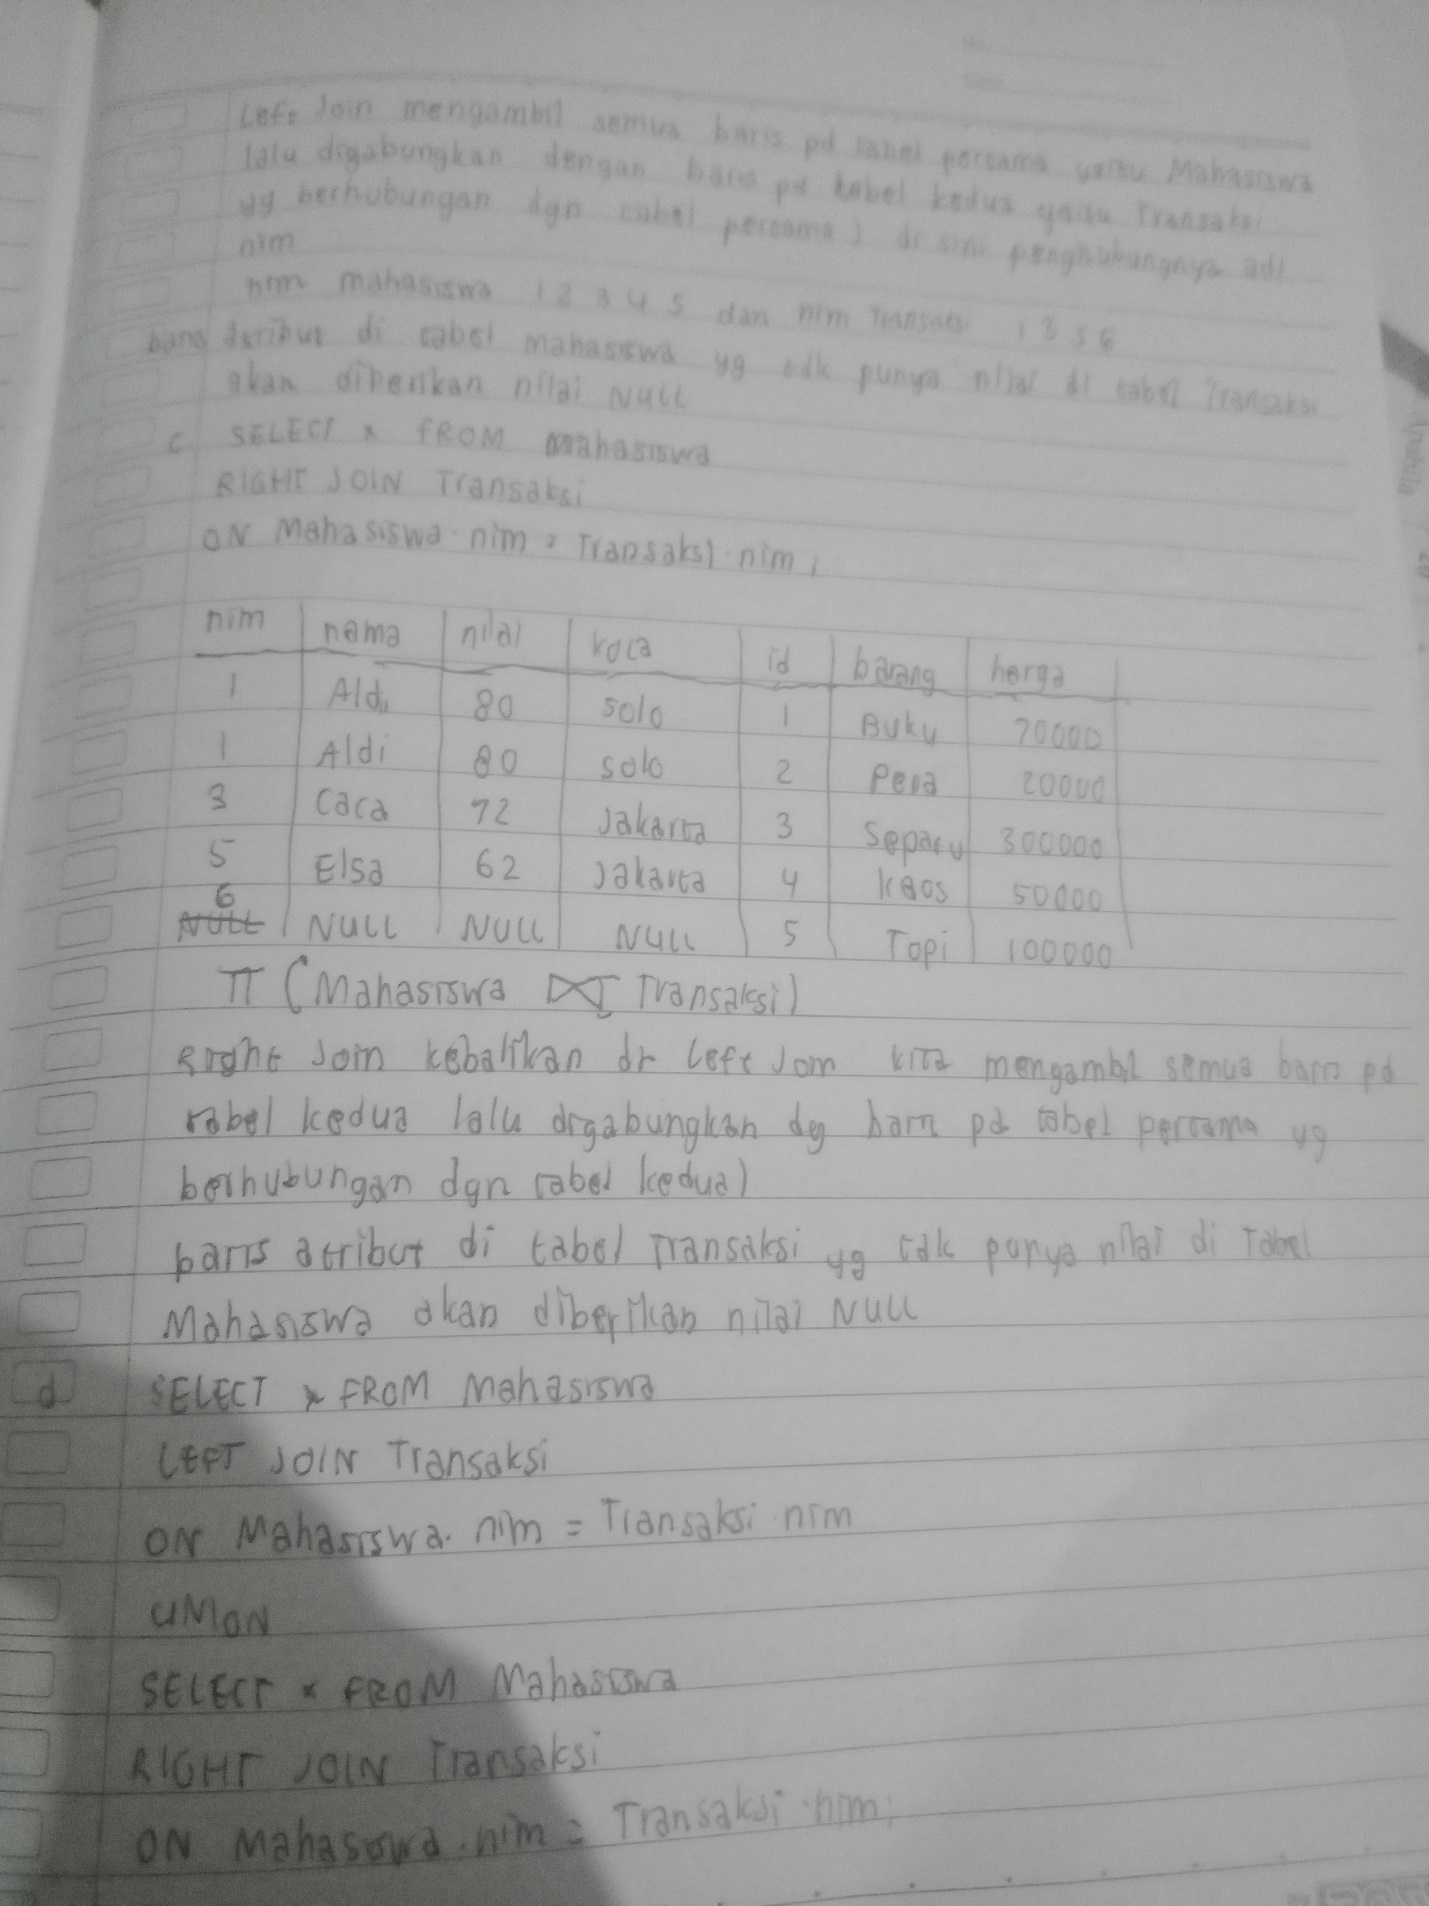 Left Join mengambil semua baris pd tabel pertama yaitu Mahasiswa
lalu digabungkan dengan baris pd tabel kedua yaitu Transaksi
yg berhubungan dgn tabel pertama) dr sini penghubungnya adl
nim
nim mahasiswa 1 2 3 4 5 dan nim Transaksi 1 3 5 6
baris atribut di tabel mahasiswa yg tdk punya nilai di tabel Transaksi
akan diberikan nilai NULL
c. SELECT * FROM mahasiswa
RIGHT JOIN Transaksi
ON Mahasiswa.nim = Transaksi.nim;
nim nama nilai kota id barang harga
1 Aldi 80 solo 1 Buku 70000
1 Aldi 80 solo 2 Pena 20000
3 Caca 72 Jakarta 3 Sepatu 300000
5 Elsa 62 Jakarta 4 kaos 50000
6
NULL NULL NULL NULL 5 Topi 100000
π (Mahasiswa ⋈ Transaksi)
Right Join kebalikan dr Left Join kita mengambil semua baris pd
tabel kedua lalu digabungkan dg baris pd tabel pertama yg
berhubungan dgn tabel kedua)
baris atribut di tabel Transaksi yg tdk punya nilai di Tabel
Mahasiswa akan diberikan nilai NULL
d SELECT * FROM Mahasiswa
LEFT JOIN Transaksi
ON Mahasiswa.nim = Transaksi.nim
UNION
SELECT * FROM Mahasiswa
RIGHT JOIN Transaksi
ON Mahasiswa.nim = Transaksi.nim;